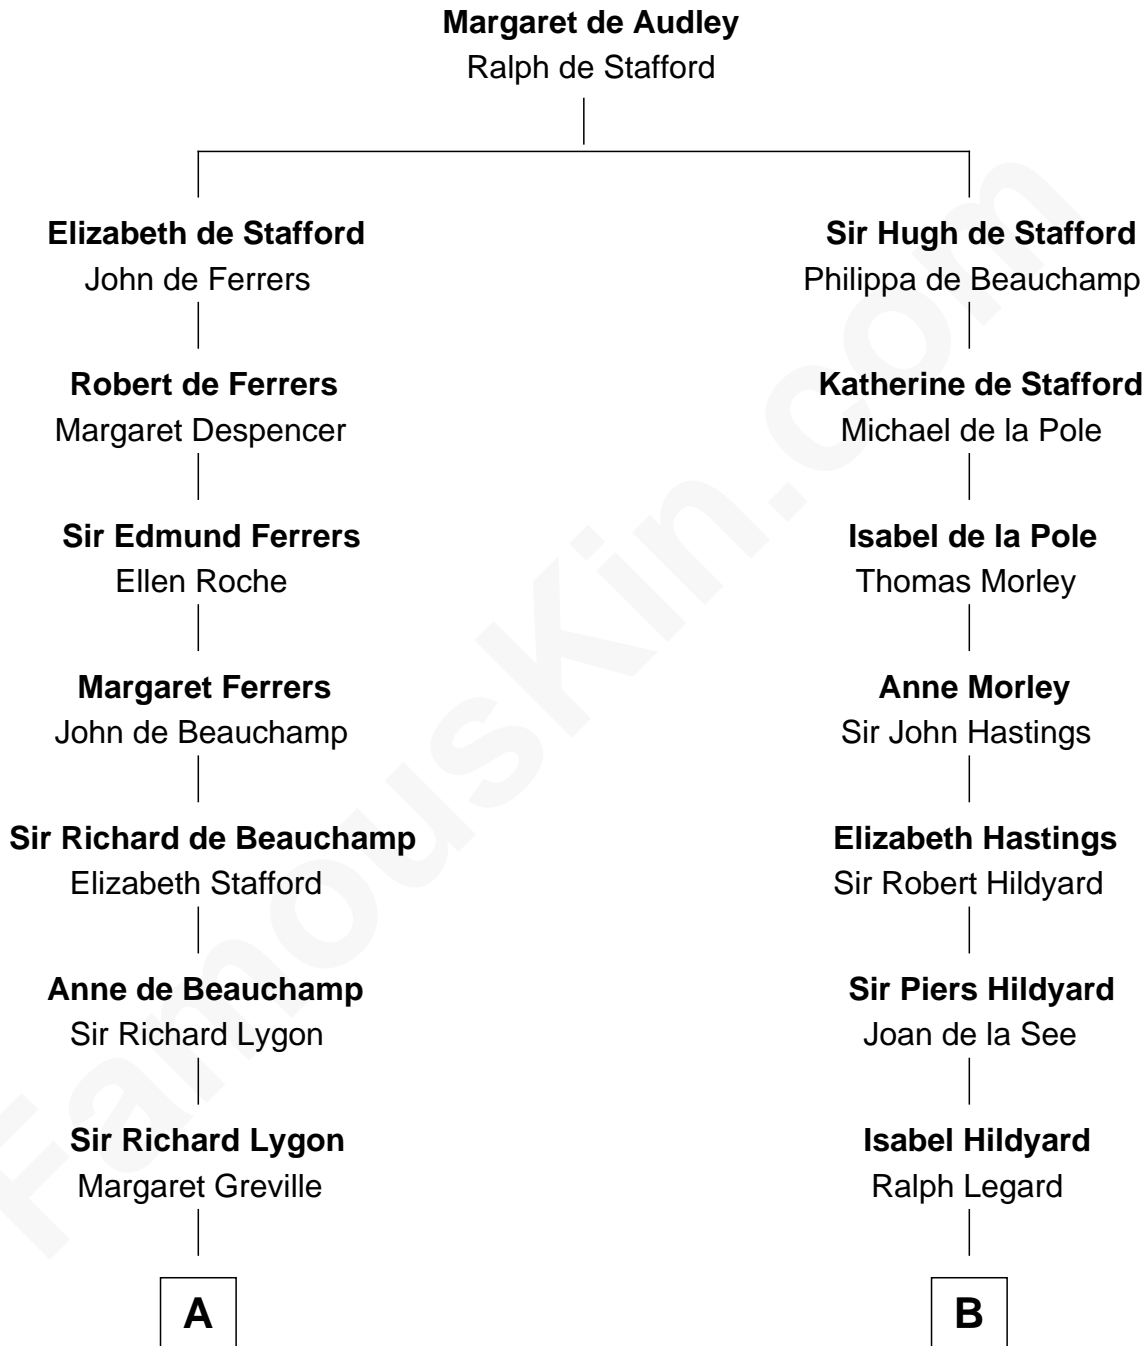 Margaret de Audley
Ralph de Stafford
Elizabeth de Stafford
John de Ferrers
Robert de Ferrers
Margaret Despencer
Sir Edmund Ferrers
Ellen Roche
Margaret Ferrers
John de Beauchamp
Sir Richard de Beauchamp
Elizabeth Stafford
Anne de Beauchamp
Sir Richard Lygon
Sir Richard Lygon
Margaret Greville
A
Sir Hugh de Stafford
Philippa de Beauchamp
Katherine de Stafford
Michael de la Pole
Isabel de la Pole
Thomas Morley
Anne Morley
Sir John Hastings
Elizabeth Hastings
Sir Robert Hildyard
Sir Piers Hildyard
Joan de la See
Isabel Hildyard
Ralph Legard
B
FamousKin.com